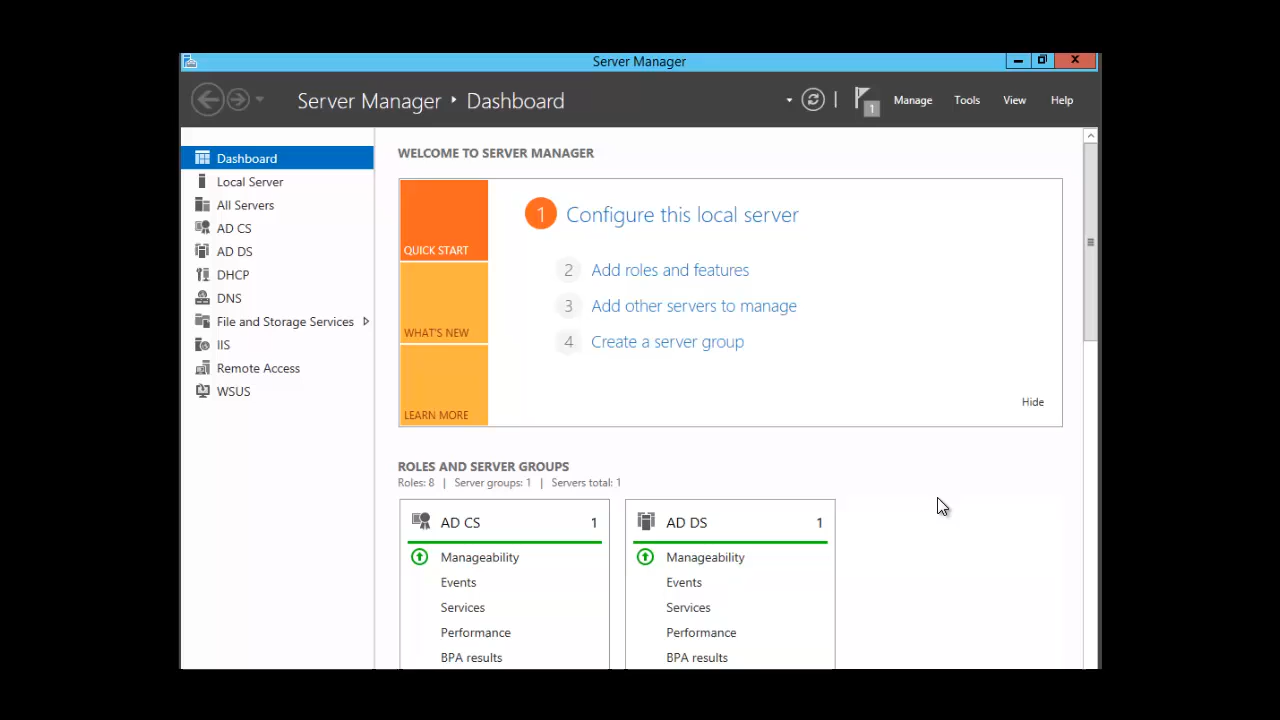 Server Manager
Server Manager ‣ Dashboard
1
Manage
Tools
View
Help
Dashboard
Local Server
All Servers
AD CS
AD DS
DHCP
DNS
File and Storage Services
IIS
Remote Access
WSUS
WELCOME TO SERVER MANAGER
QUICK START
WHAT'S NEW
LEARN MORE
1 Configure this local server
2 Add roles and features
3 Add other servers to manage
4 Create a server group
Hide
ROLES AND SERVER GROUPS
Roles: 8 | Server groups: 1 | Servers total: 1
AD CS 1
Manageability
Events
Services
Performance
BPA results
AD DS 1
Manageability
Events
Services
Performance
BPA results